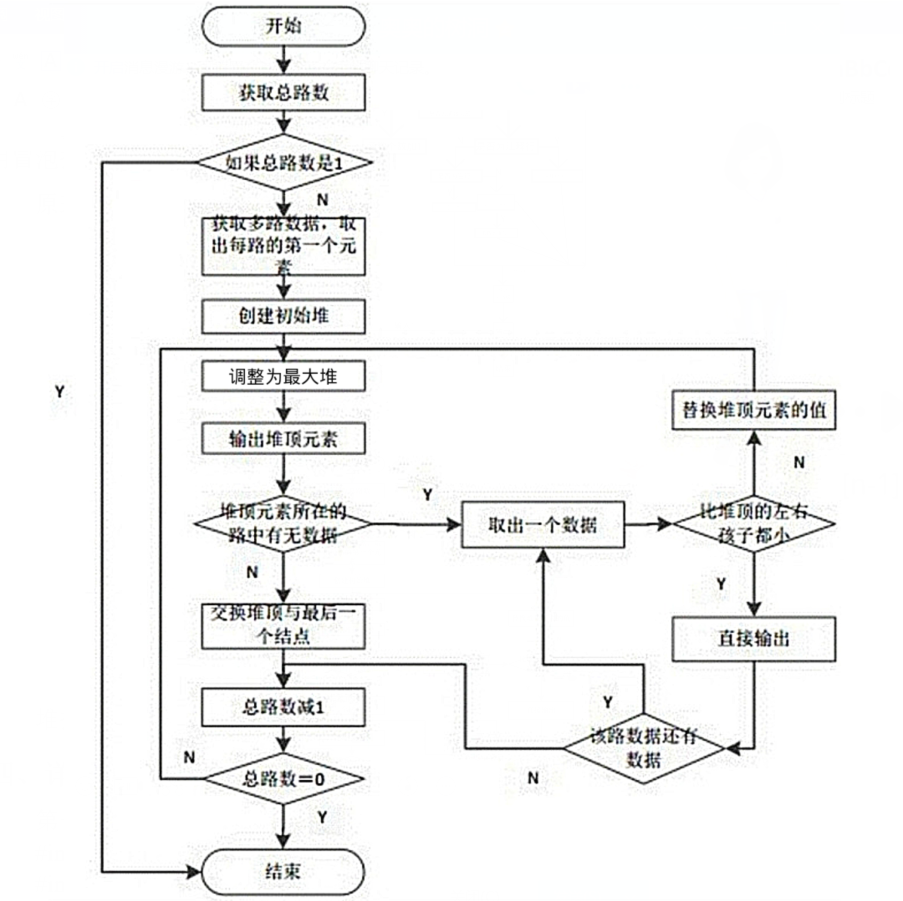 开始
获取总路数
如果总路数是1
N
获取多路数据，取
出每路的第一个元
素
创建初始堆
调整为最大堆
Y
替换堆顶元素的值
输出堆顶元素
N
Y
堆顶元素所在的
路中有无数据
取出一个数据
比堆顶的左右
孩子都小
N
Y
交换堆顶与最后一
个结点
直接输出
总路数减1
Y
该路数据还有
数据
N
总路数＝0
N
Y
结束